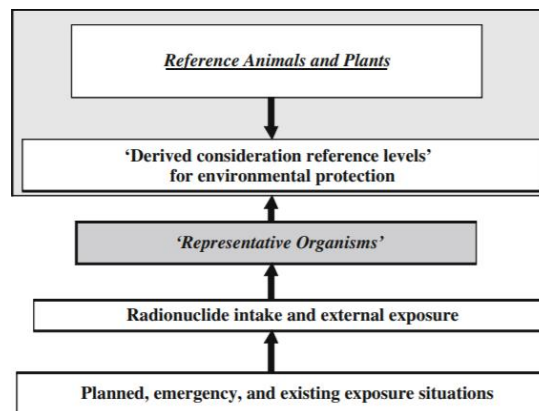 Reference Animals and Plants
‘Derived consideration reference levels’
for environmental protection
‘Representative Organisms’
Radionuclide intake and external exposure
Planned, emergency, and existing exposure situations